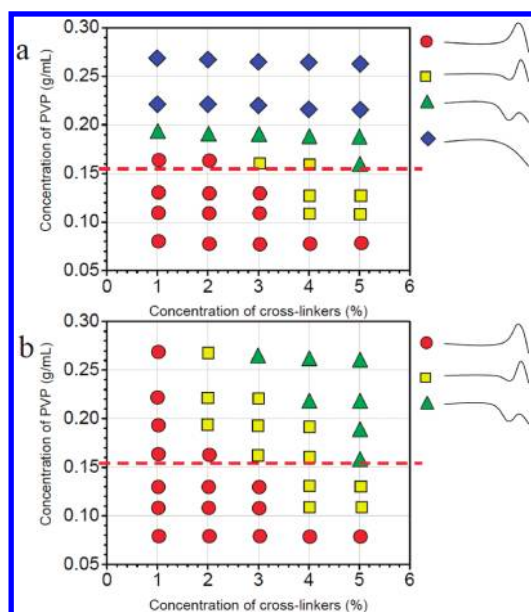 a
Concentration of PVP (g/mL)
0.30
0.25
0.20
0.15
0.10
0.05
0 1 2 3 4 5 6
Concentration of cross-linkers (%)
b
Concentration of PVP (g/mL)
0.30
0.25
0.20
0.15
0.10
0.05
0 1 2 3 4 5 6
Concentration of cross-linkers (%)